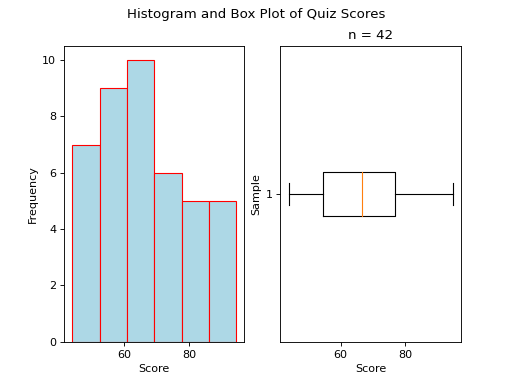 Histogram and Box Plot of Quiz Scores
n = 42
Frequency
10
8
6
4
2
0
60 80
Score
Sample
1
60 80
Score